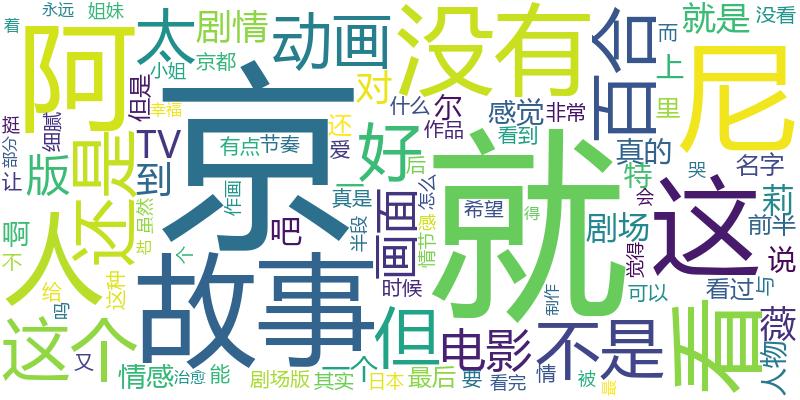 着
永远
姐妹
剧情
太
动画
没有
百合
就是
没看
而
上
里
阿
小姐
京都
但是
幸福
对
什么
尔
感觉
非常
尼
京
就
还
作品
看到
TV
还是
细腻
挺
部分
让
版
到
有点
节奏
爱
好
后
真的
特
哭
名字
人
虽然
作画
真是
一
怎么
画面
希望
得
会
这
莉
前半
啊
吧
半段
感
情节
剧场
觉得
说
不
给
吗
这种
个
故事
时候
制作
可以
看过
与
薇
这个
又
但
电影
不是
看
人物
情感
治愈
能
一个
剧场版
其实
日本
最后
要
看完
情
被
最